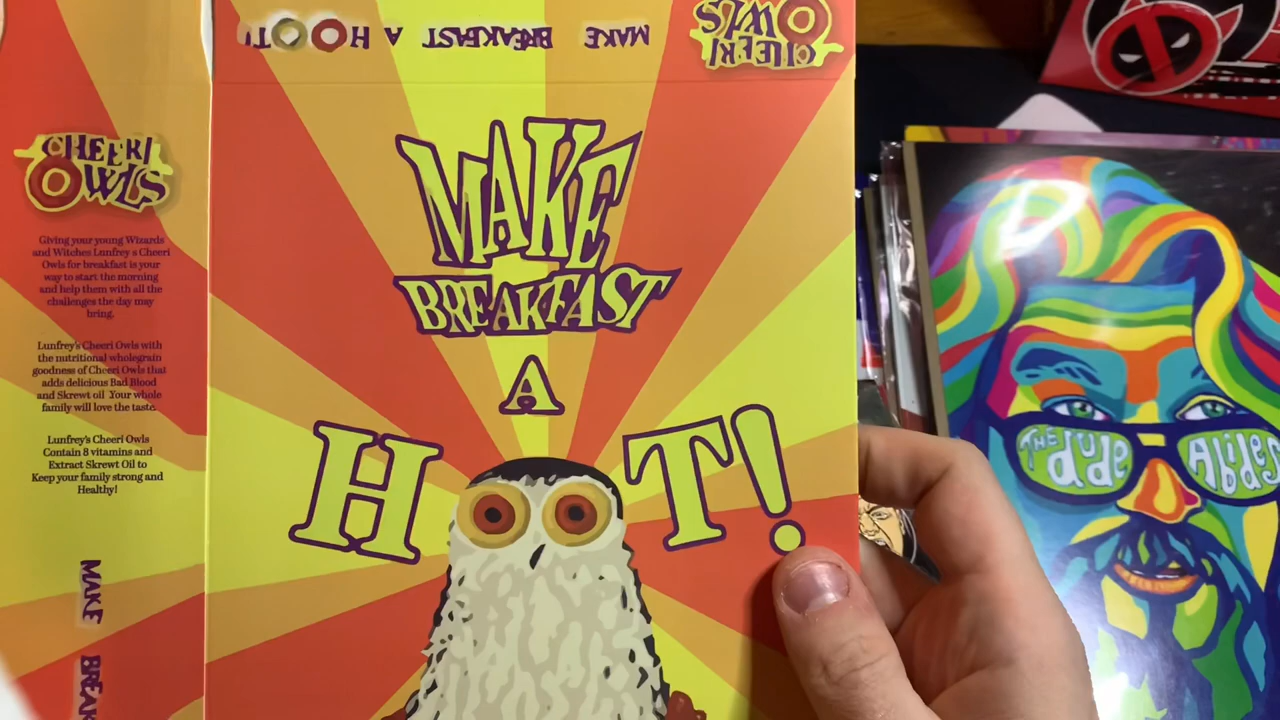 MAKE BREAKFAST A HOOT!
CHEERI
OWLS
CHEERI
OWLS
Giving your young Wizards
and Witches Lunfrey s Cheeri
Owls for breakfast is your
way to start the morning
and help them with all the
challenges the day may
bring.
Lunfrey's Cheeri Owls with
the nutritional wholegrain
goodness of Cheeri Owls that
adds delicious Bad Blood
and Skrewt oil Your whole
family will love the taste.
Lunfrey's Cheeri Owls
Contain 8 vitamins and
Extract Skrewt Oil to
Keep your family strong and
Healthy!
MAKE
BREAK
MAKE
BREAKFAST
A
H T!
THE dude
Abides